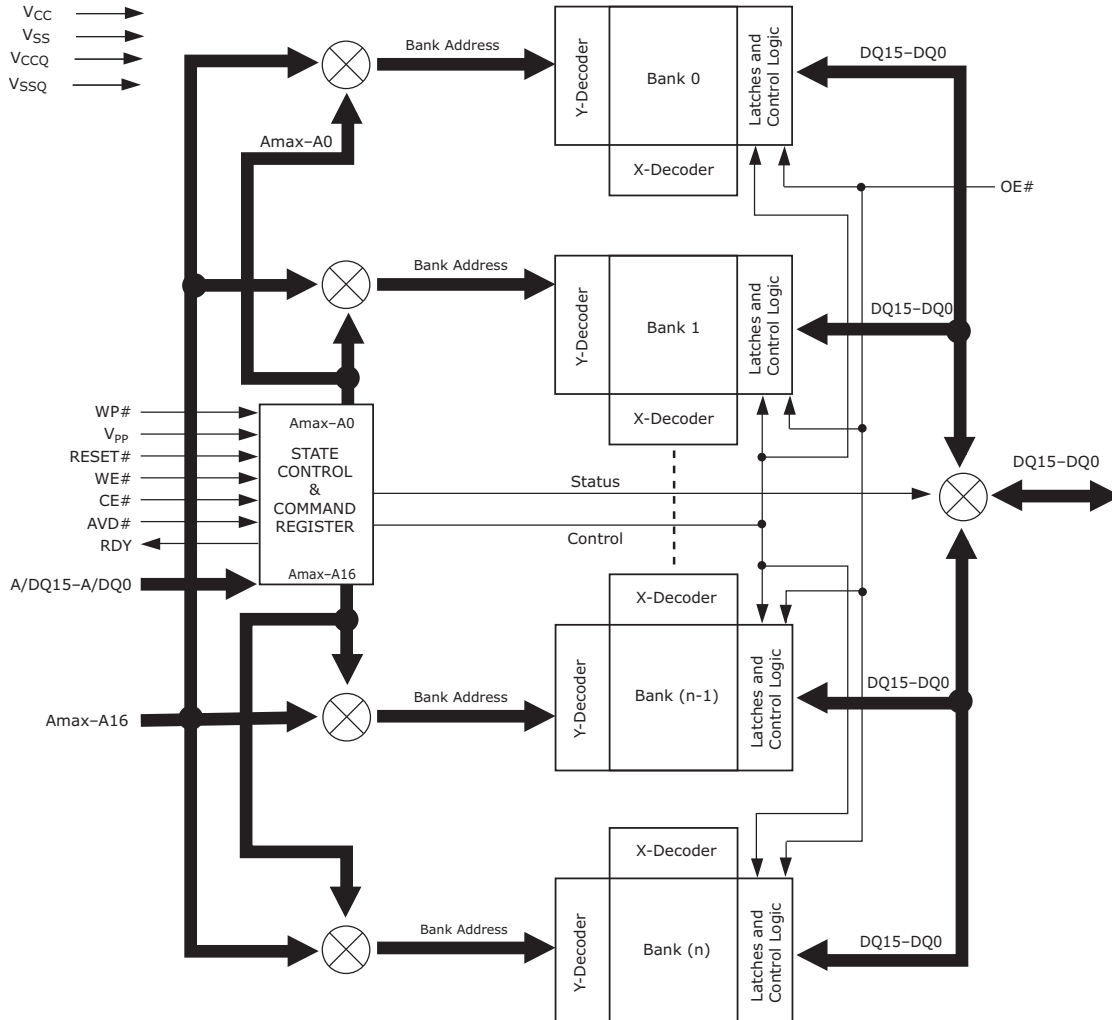 VCC
VSS
VCCQ
VSSQ
Bank Address
Y-Decoder
Bank 0
Latches and
Control Logic
DQ15–DQ0
Amax–A0
X-Decoder
OE#
Bank Address
Y-Decoder
Bank 1
Latches and
Control Logic
DQ15–DQ0
X-Decoder
WP#
VPP
RESET#
WE#
CE#
AVD#
RDY
A/DQ15–A/DQ0
Amax–A0
STATE
CONTROL
&
COMMAND
REGISTER
Amax–A16
Status
Control
DQ15–DQ0
X-Decoder
Amax–A16
Bank Address
Y-Decoder
Bank (n-1)
Latches and
Control Logic
DQ15–DQ0
X-Decoder
Bank Address
Y-Decoder
Bank (n)
Latches and
Control Logic
DQ15–DQ0